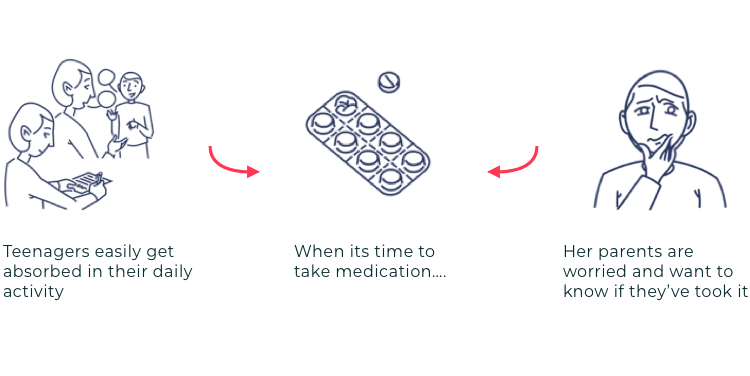 Teenagers easily get
absorbed in their daily
activity
When its time to
take medication....
Her parents are
worried and want to
know if they’ve took it